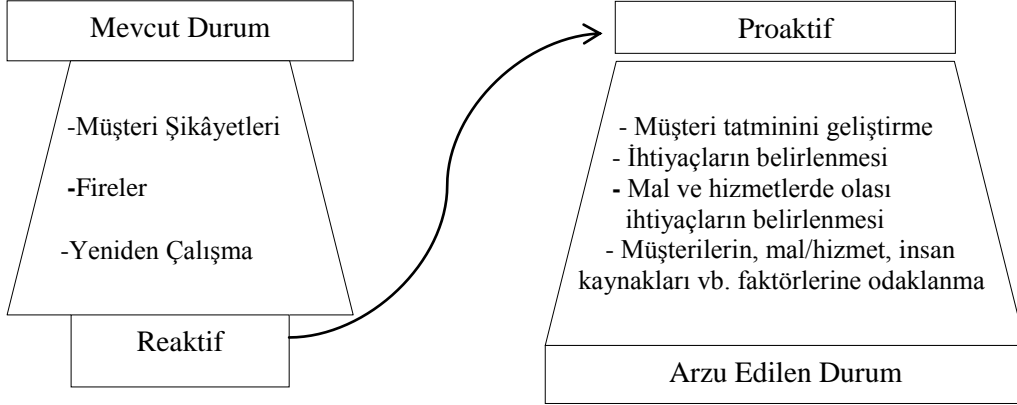 Mevcut Durum
-Müşteri Şikâyetleri
-Fireler
-Yeniden Çalışma
Reaktif
Proaktif
- Müşteri tatminini geliştirme
- İhtiyaçların belirlenmesi
- Mal ve hizmetlerde olası
ihtiyaçların belirlenmesi
- Müşterilerin, mal/hizmet, insan
kaynakları vb. faktörlerine odaklanma
Arzu Edilen Durum